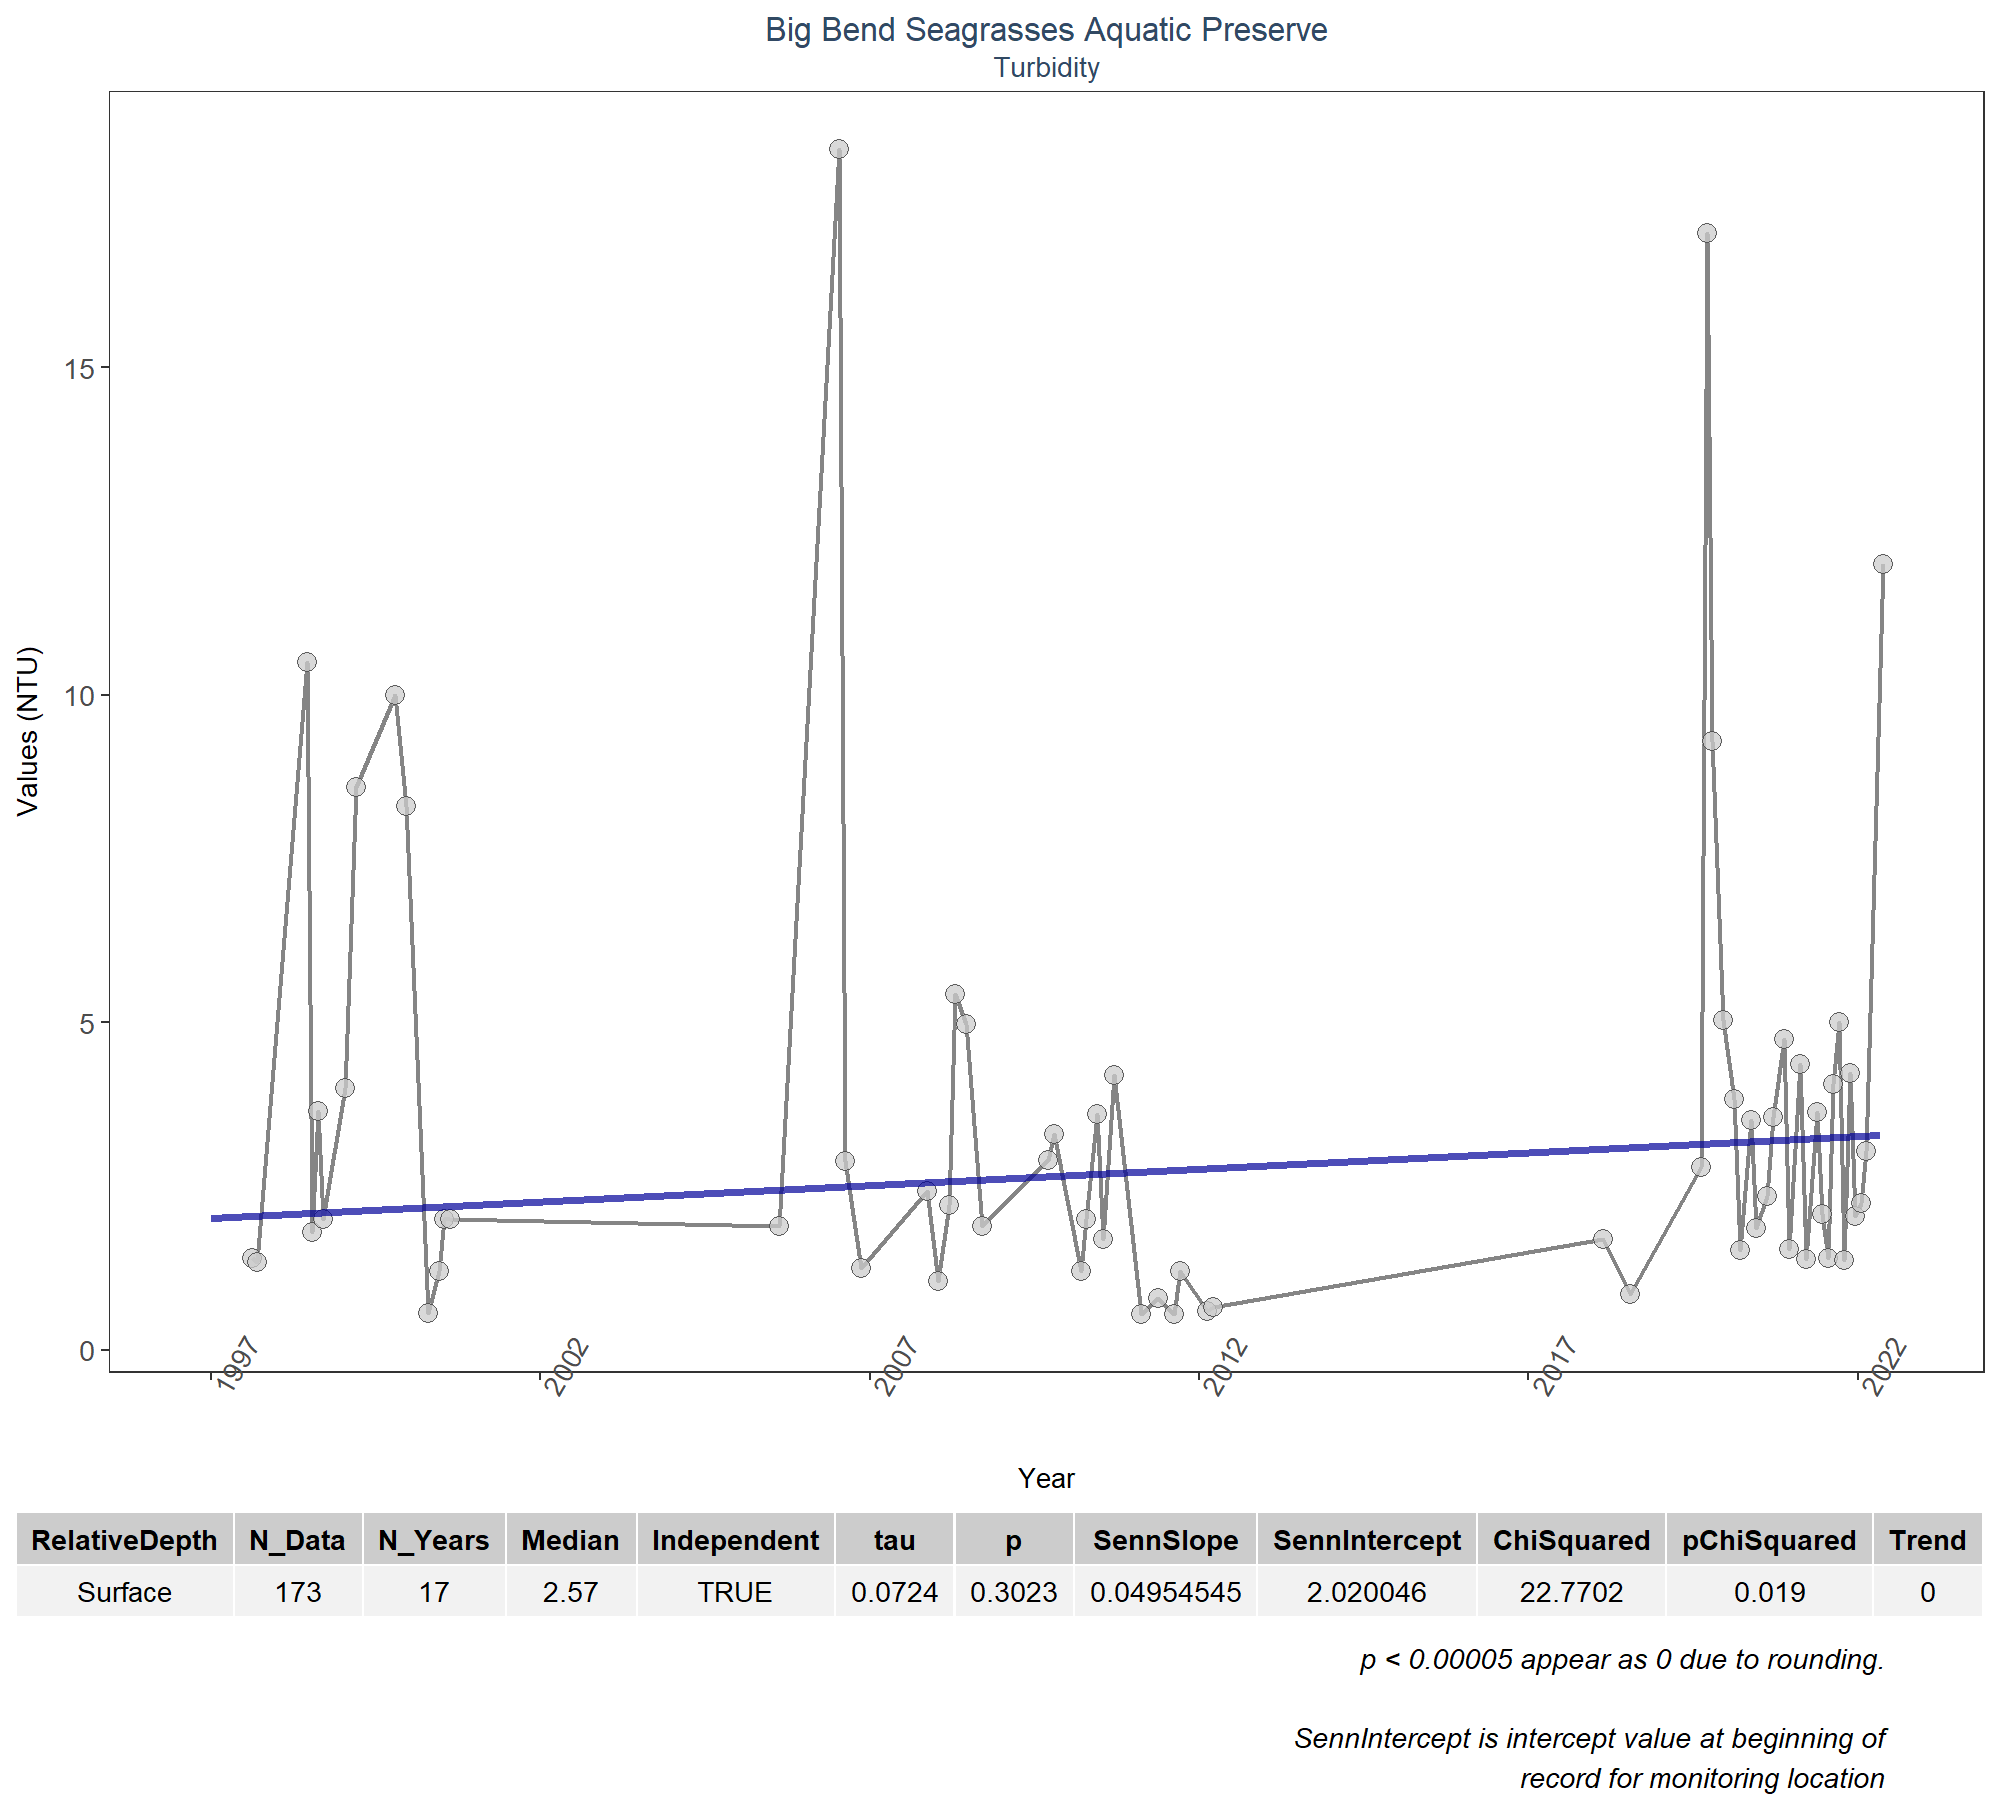 Big Bend Seagrasses Aquatic Preserve
Turbidity
Values (NTU)
15
10
5
0
1997
2002
2007
2012
2017
2022
Year
RelativeDepth N_Data N_Years Median Independent tau p SennSlope SennIntercept ChiSquared pChiSquared Trend
Surface 173 17 2.57 TRUE 0.0724 0.3023 0.04954545 2.020046 22.7702 0.019 0
p < 0.00005 appear as 0 due to rounding.
SennIntercept is intercept value at beginning of
record for monitoring location